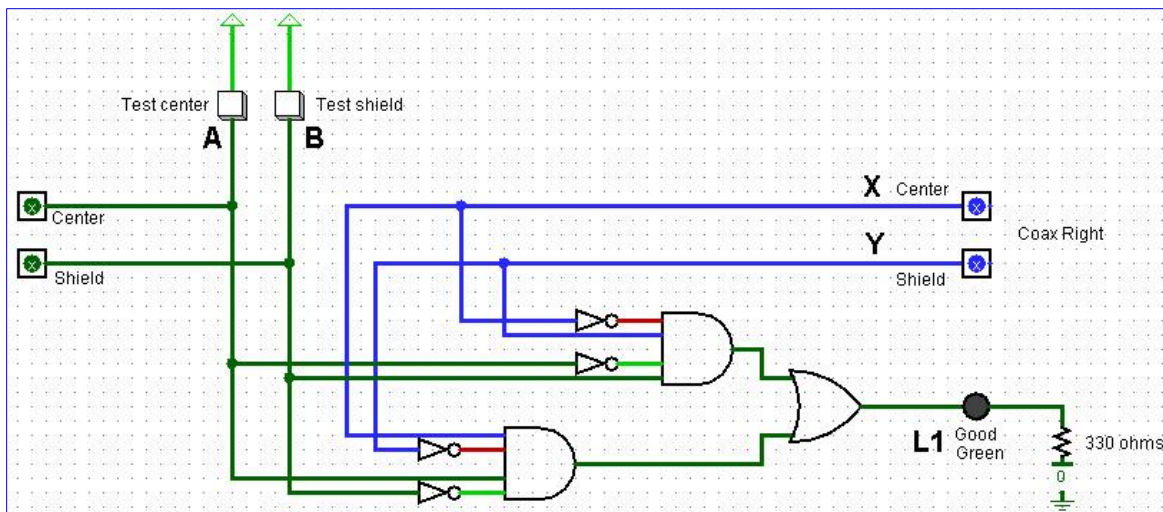 Test center
Test shield
A
B
X
Center
x
Center
x
Coax Right
Y
x
Shield
Shield
x
L1
Good
Green
330 ohms
0